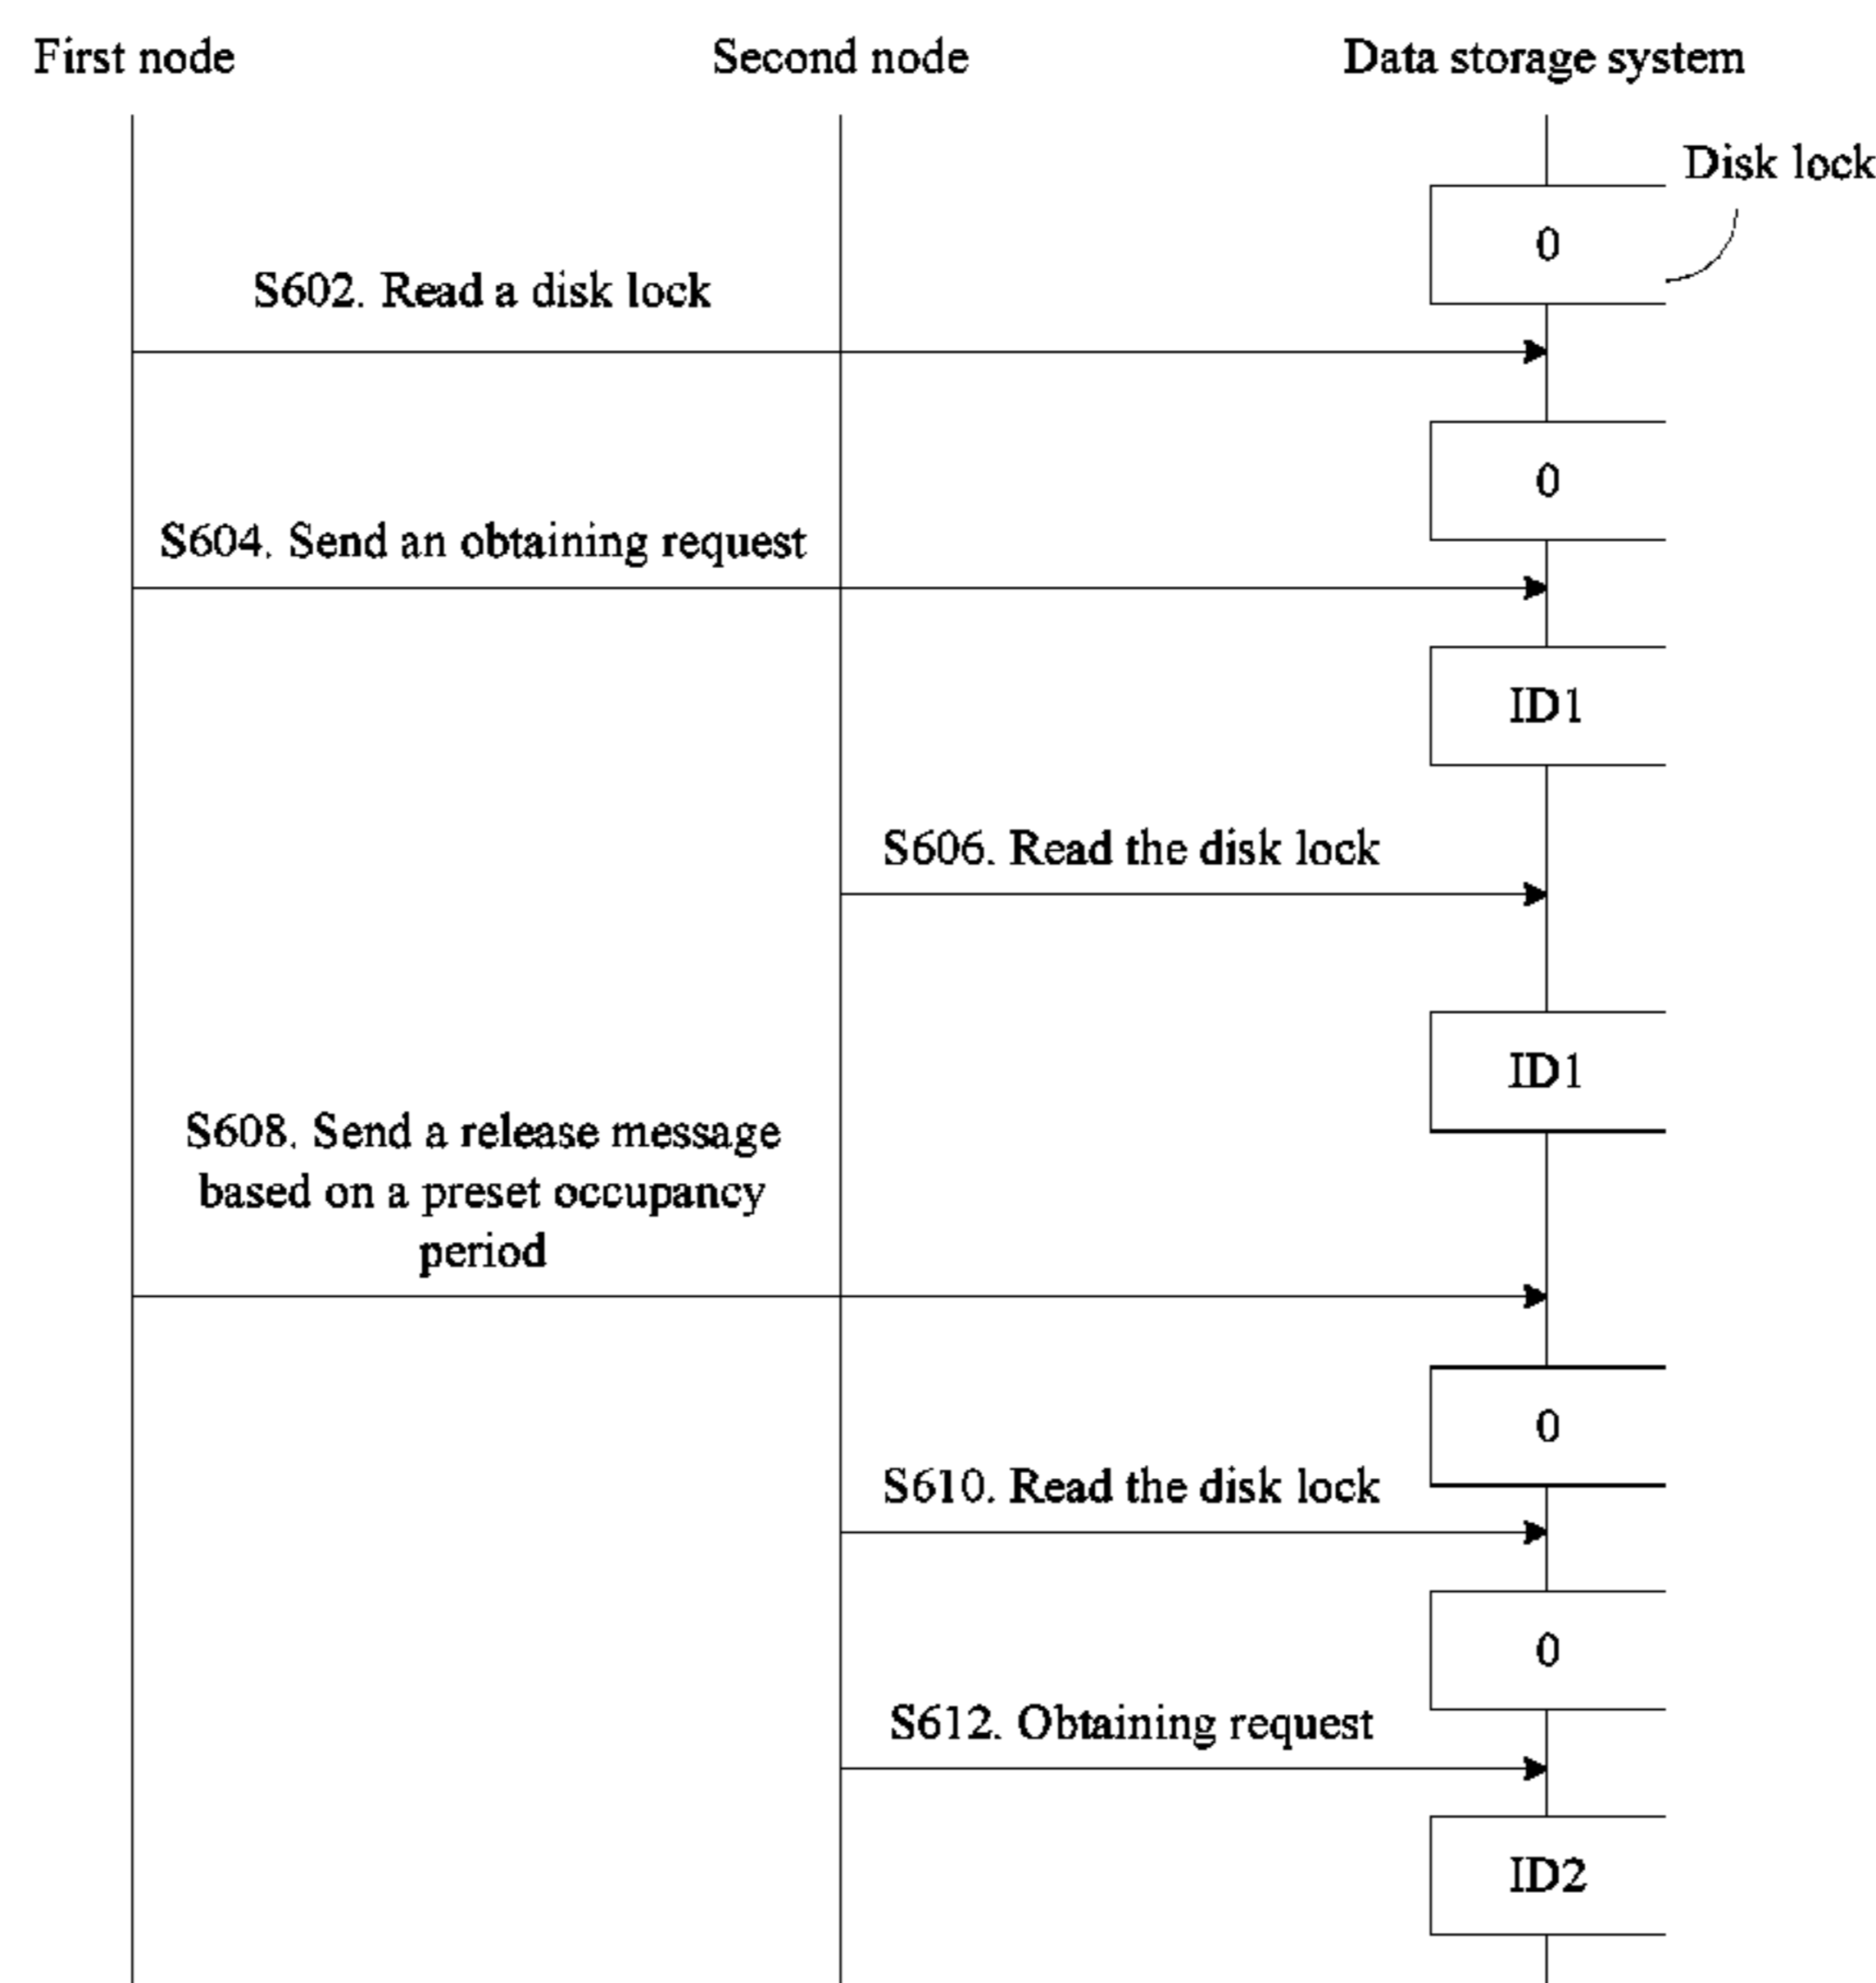 First node
Second node
Data storage system
Disk lock
0
S602. Read a disk lock
0
S604. Send an obtaining request
ID1
S606. Read the disk lock
ID1
S608. Send a release message
based on a preset occupancy
period
0
S610. Read the disk lock
0
S612. Obtaining request
ID2